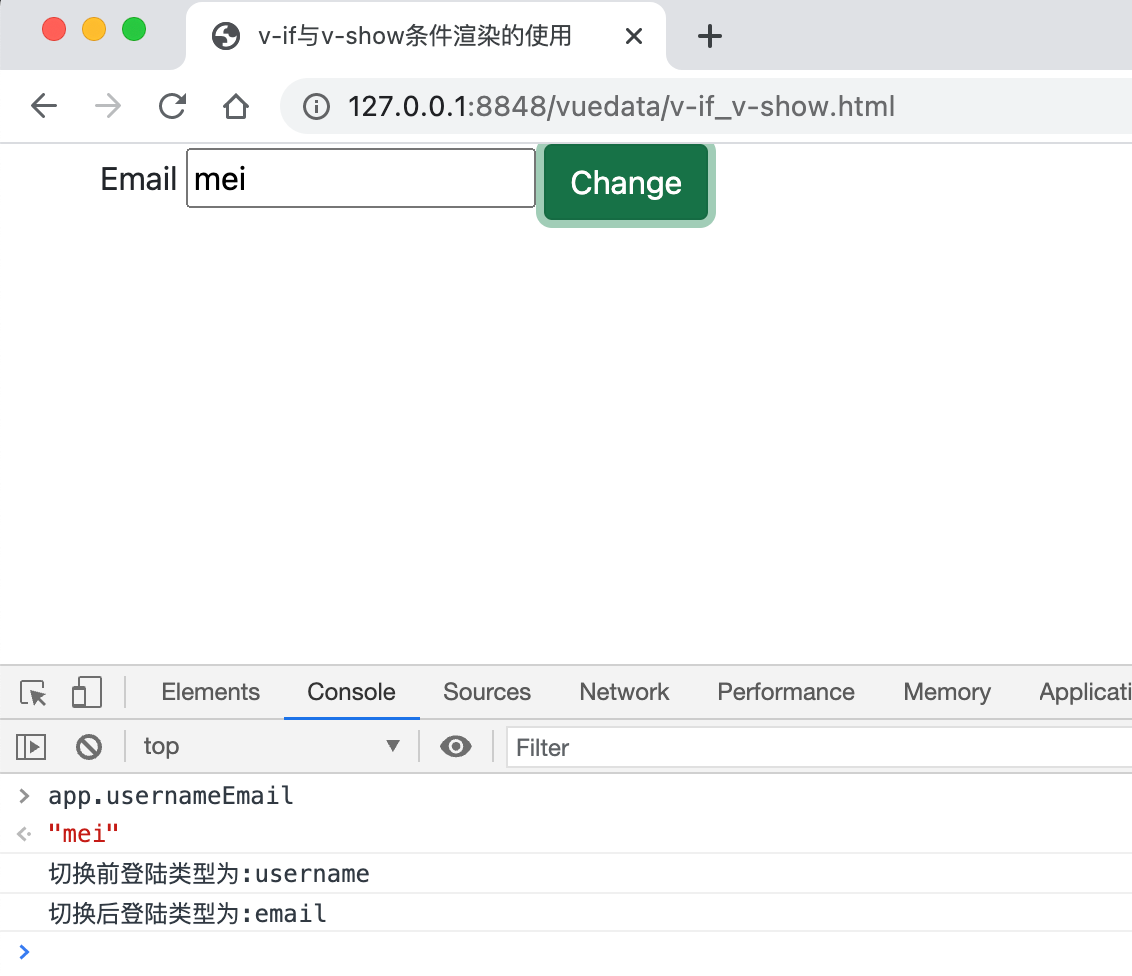 v-if与v-show条件渲染的使用
127.0.0.1:8848/vuedata/v-if_v-show.html
Email mei Change
Elements Console Sources Network Performance Memory Applicati
top Filter
app.usernameEmail
"mei"
切换前登陆类型为:username
切换后登陆类型为:email